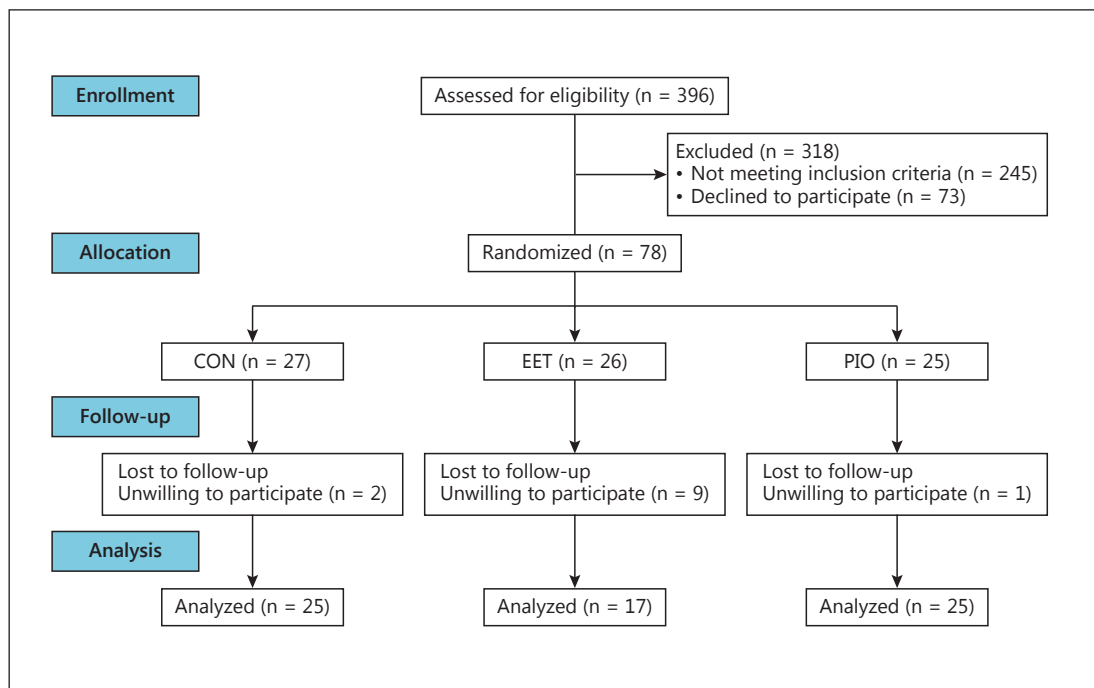 Enrollment
Assessed for eligibility (n = 396)
Excluded (n = 318)
• Not meeting inclusion criteria (n = 245)
• Declined to participate (n = 73)
Allocation
Randomized (n = 78)
CON (n = 27)
EET (n = 26)
PIO (n = 25)
Follow-up
Lost to follow-up
Unwilling to participate (n = 2)
Lost to follow-up
Unwilling to participate (n = 9)
Lost to follow-up
Unwilling to participate (n = 1)
Analysis
Analyzed (n = 25)
Analyzed (n = 17)
Analyzed (n = 25)